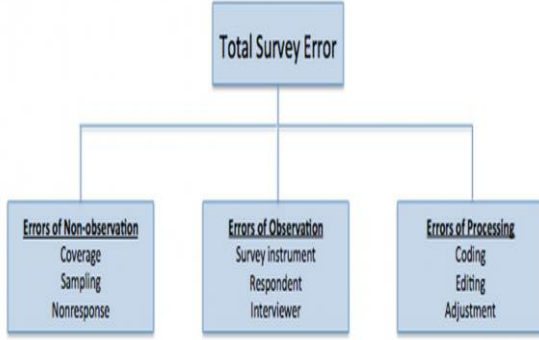 Total Survey Error
Errors of Non-observation
Coverage
Sampling
Nonresponse
Errors of Observation
Survey instrument
Respondent
Interviewer
Errors of Processing
Coding
Editing
Adjustment